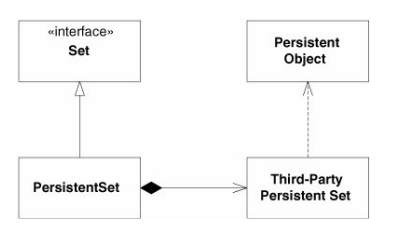 «interface»
Set
Persistent
Object
PersistentSet
Third-Party
Persistent Set